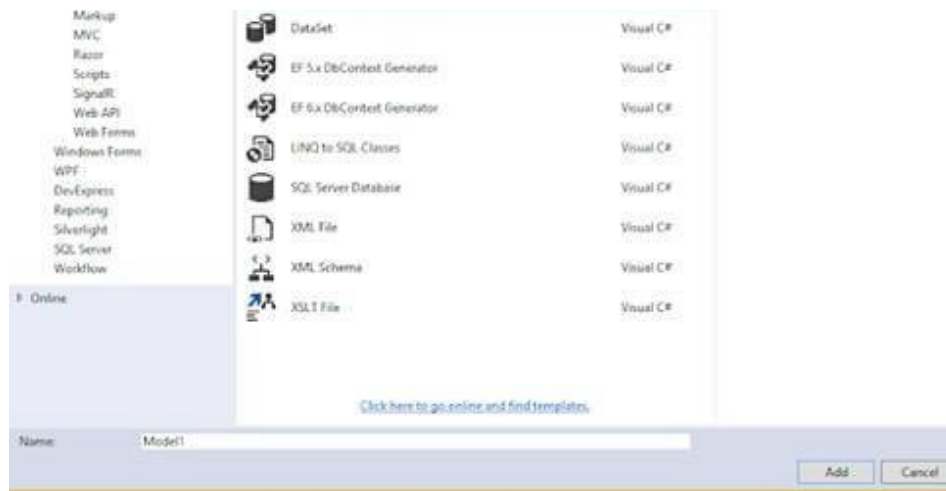 Markup
MVC
Razor
Scripts
SignalR
Web API
Web Forms
Windows Forms
WPF
DevExpress
Reporting
Silverlight
SQL Server
Workflow
Online
DataSet Visual C#
EF 5.x DbContext Generator Visual C#
EF 6.x DbContext Generator Visual C#
LINQ to SQL Classes Visual C#
SQL Server Database Visual C#
XML File Visual C#
XML Schema Visual C#
XSLT File Visual C#
Click here to go online and find templates.
Name: Model1
Add Cancel